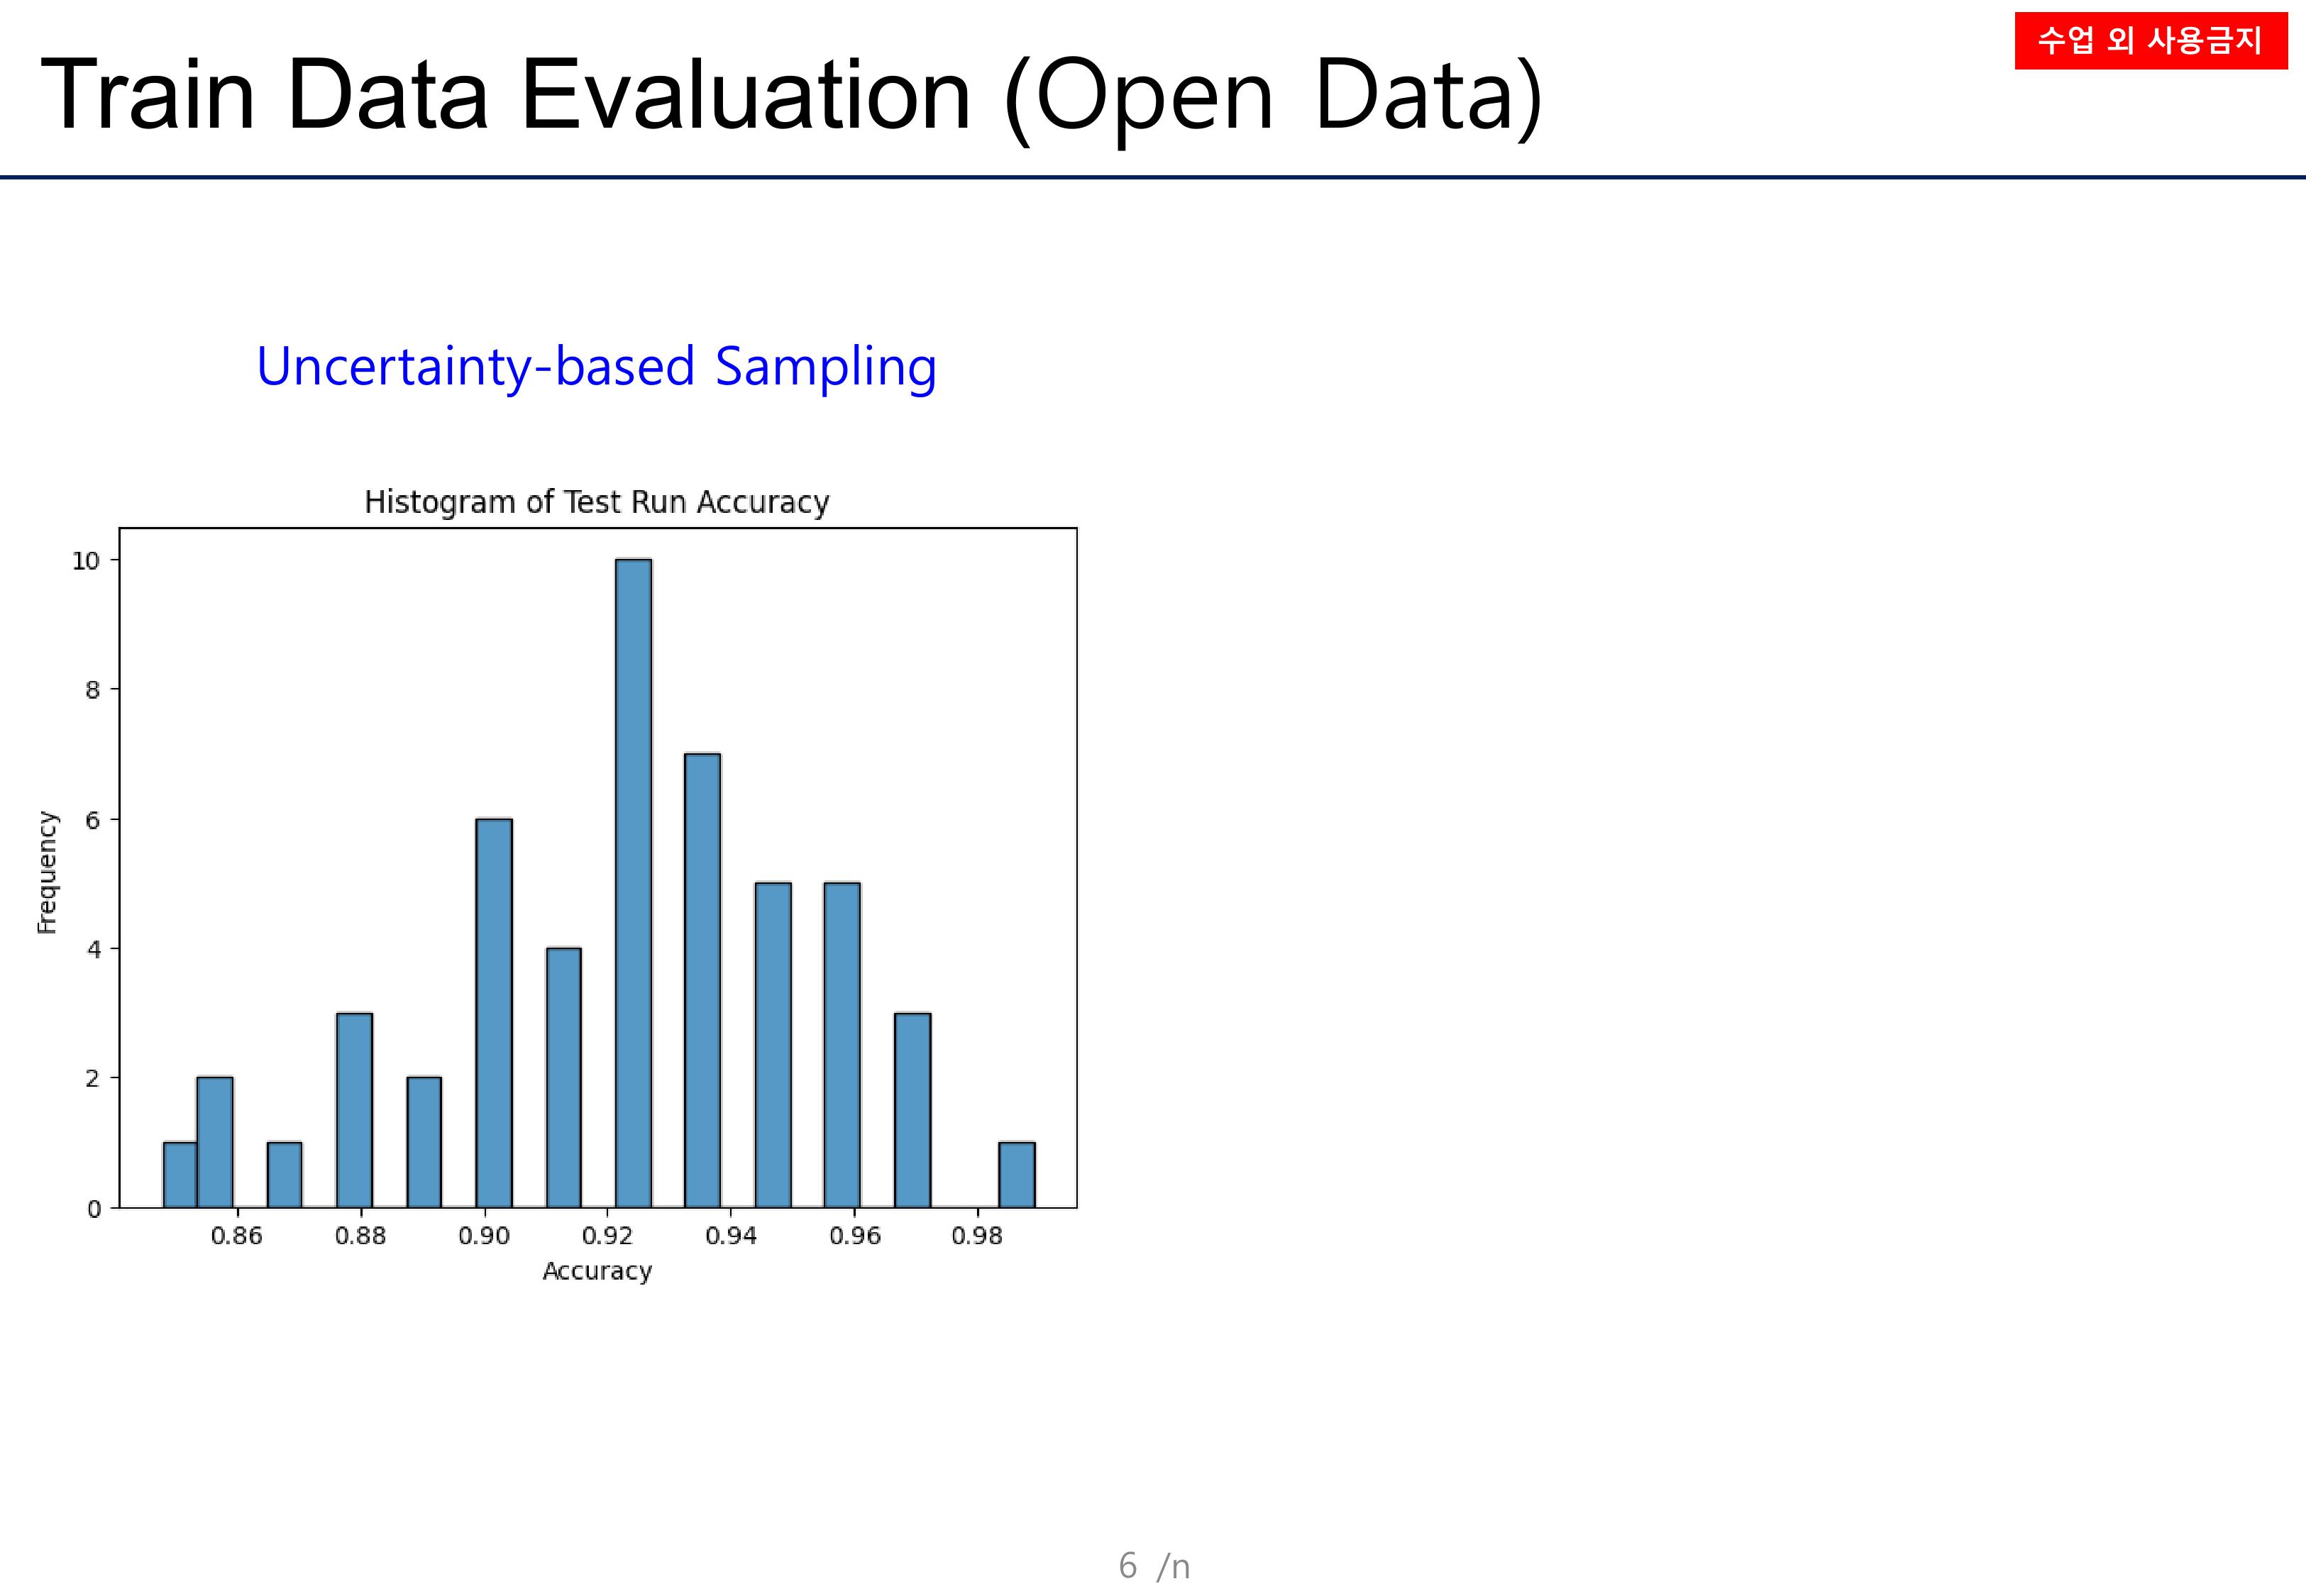 수업 외 사용금지
Train Data Evaluation (Open Data)
Uncertainty-based Sampling
Histogram of Test Run Accuracy
10
8
6
4
2
0
Frequency
0.86 0.88 0.90 0.92 0.94 0.96 0.98
Accuracy
6 /n